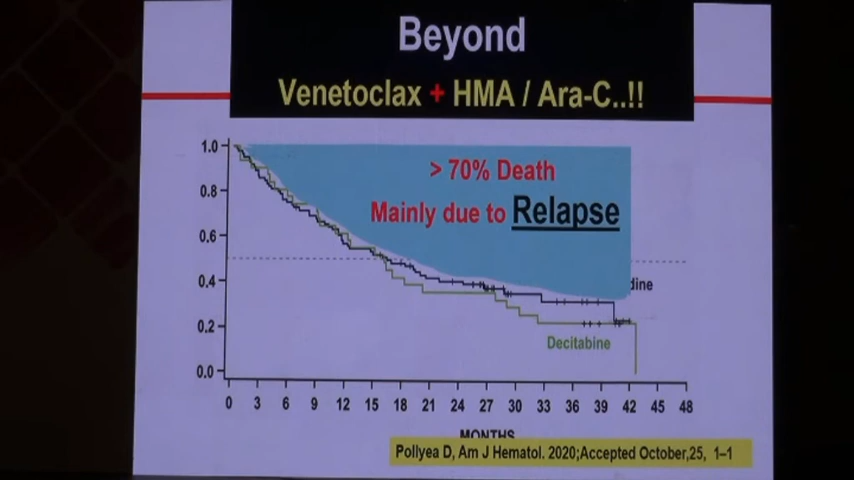 Beyond
Venetoclax + HMA / Ara-C..!!
> 70% Death
Mainly due to Relapse
1.0
0.8
0.6
0.4
0.2
0.0
dine
Decitabine
0 3 6 9 12 15 18 21 24 27 30 33 36 39 42 45 48
MONTHS
Pollyea D, Am J Hematol. 2020;Accepted October,25, 1–1